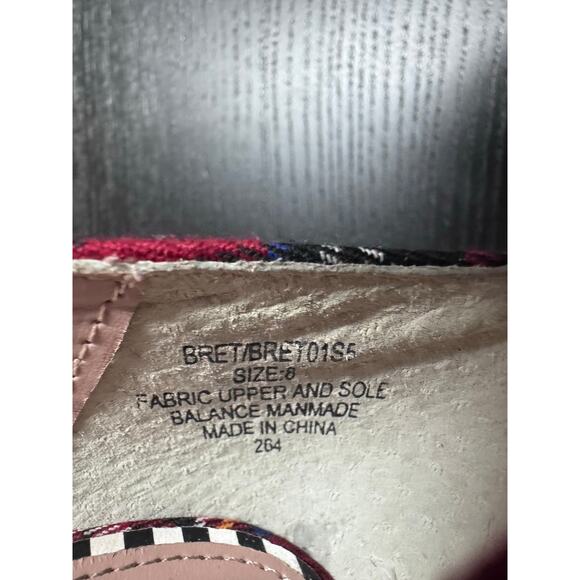 BRET/BRET01S5
SIZE:8
FABRIC UPPER AND SOLE
BALANCE MANMADE
MADE IN CHINA
264